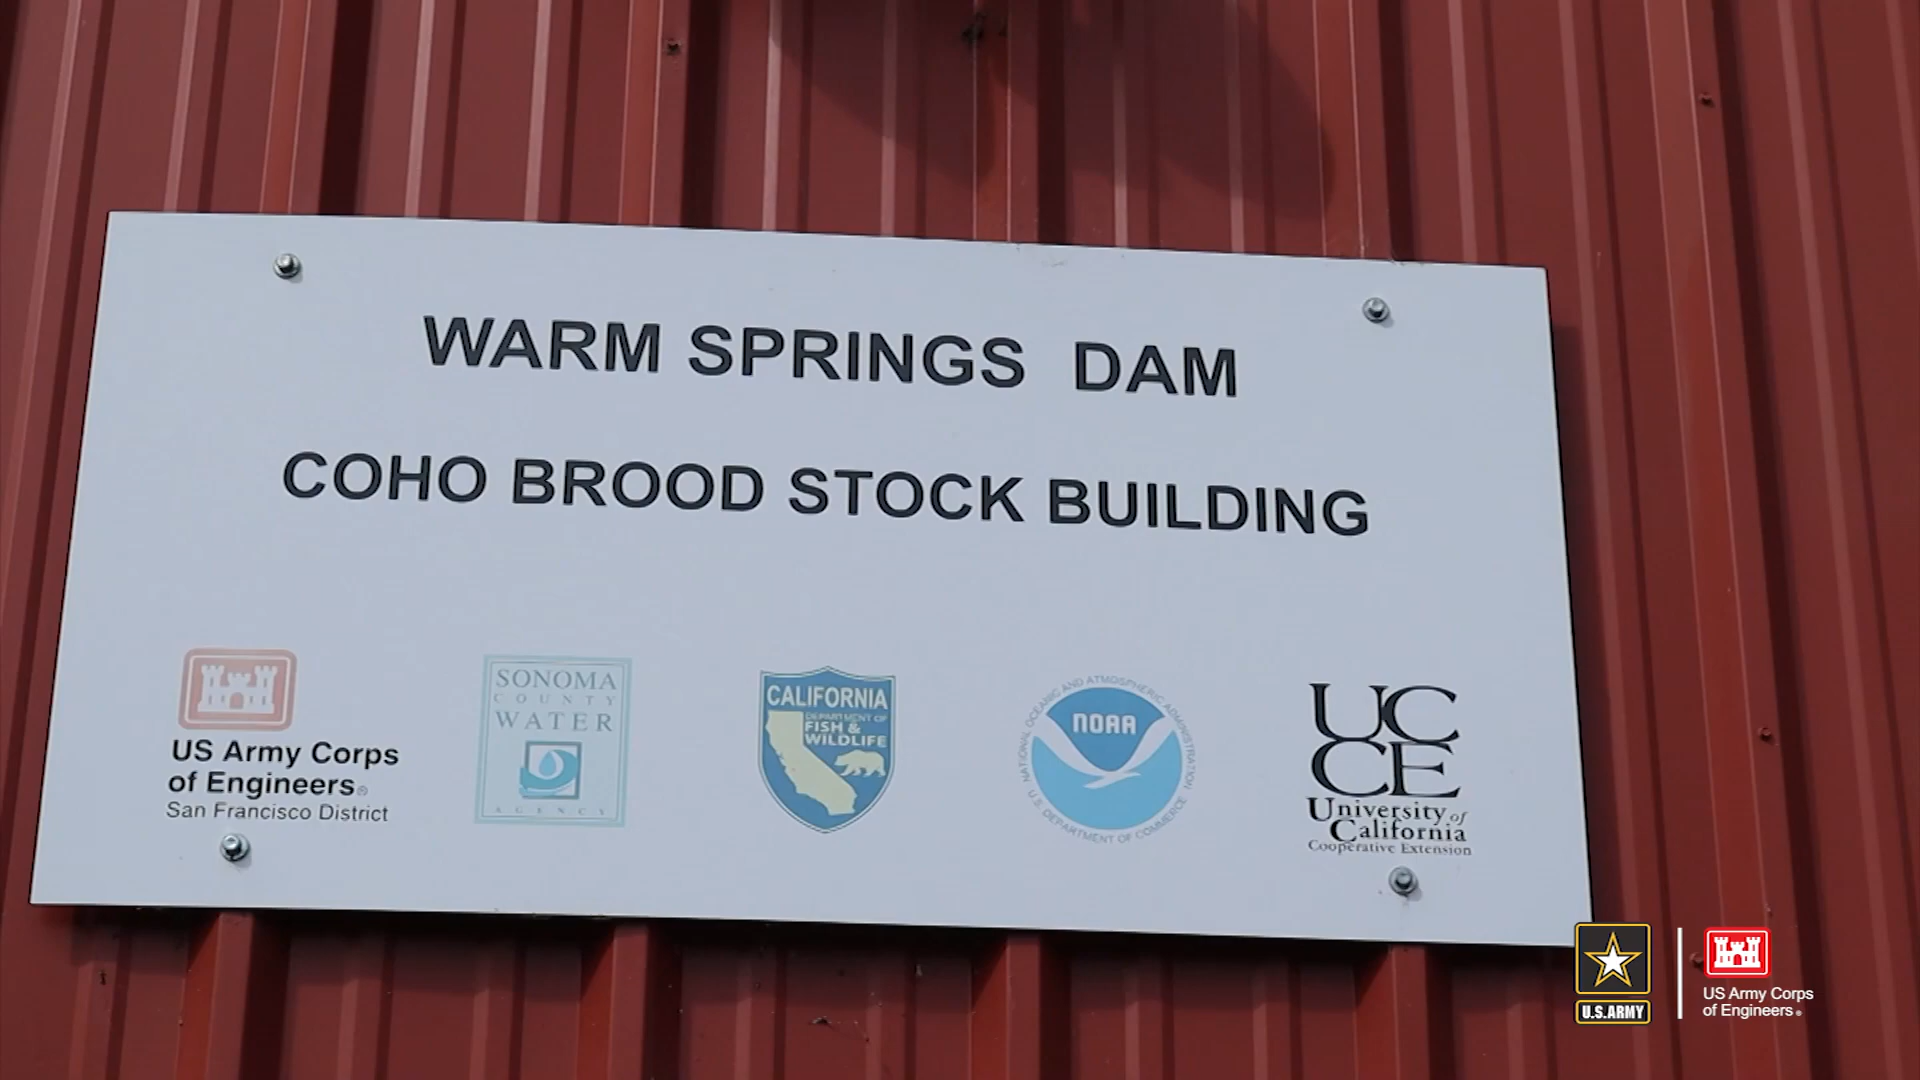 WARM SPRINGS DAM
COHO BROOD STOCK BUILDING
US Army Corps
of Engineers®
San Francisco District
SONOMA
COUNTY
WATER
AGENCY
CALIFORNIA
DEPARTMENT OF
FISH &
WILDLIFE
NATIONAL OCEANIC AND ATMOSPHERIC ADMINISTRATION
NOAA
U.S. DEPARTMENT OF COMMERCE
UC
CE
University of
California
Cooperative Extension
U.S.ARMY
US Army Corps
of Engineers®